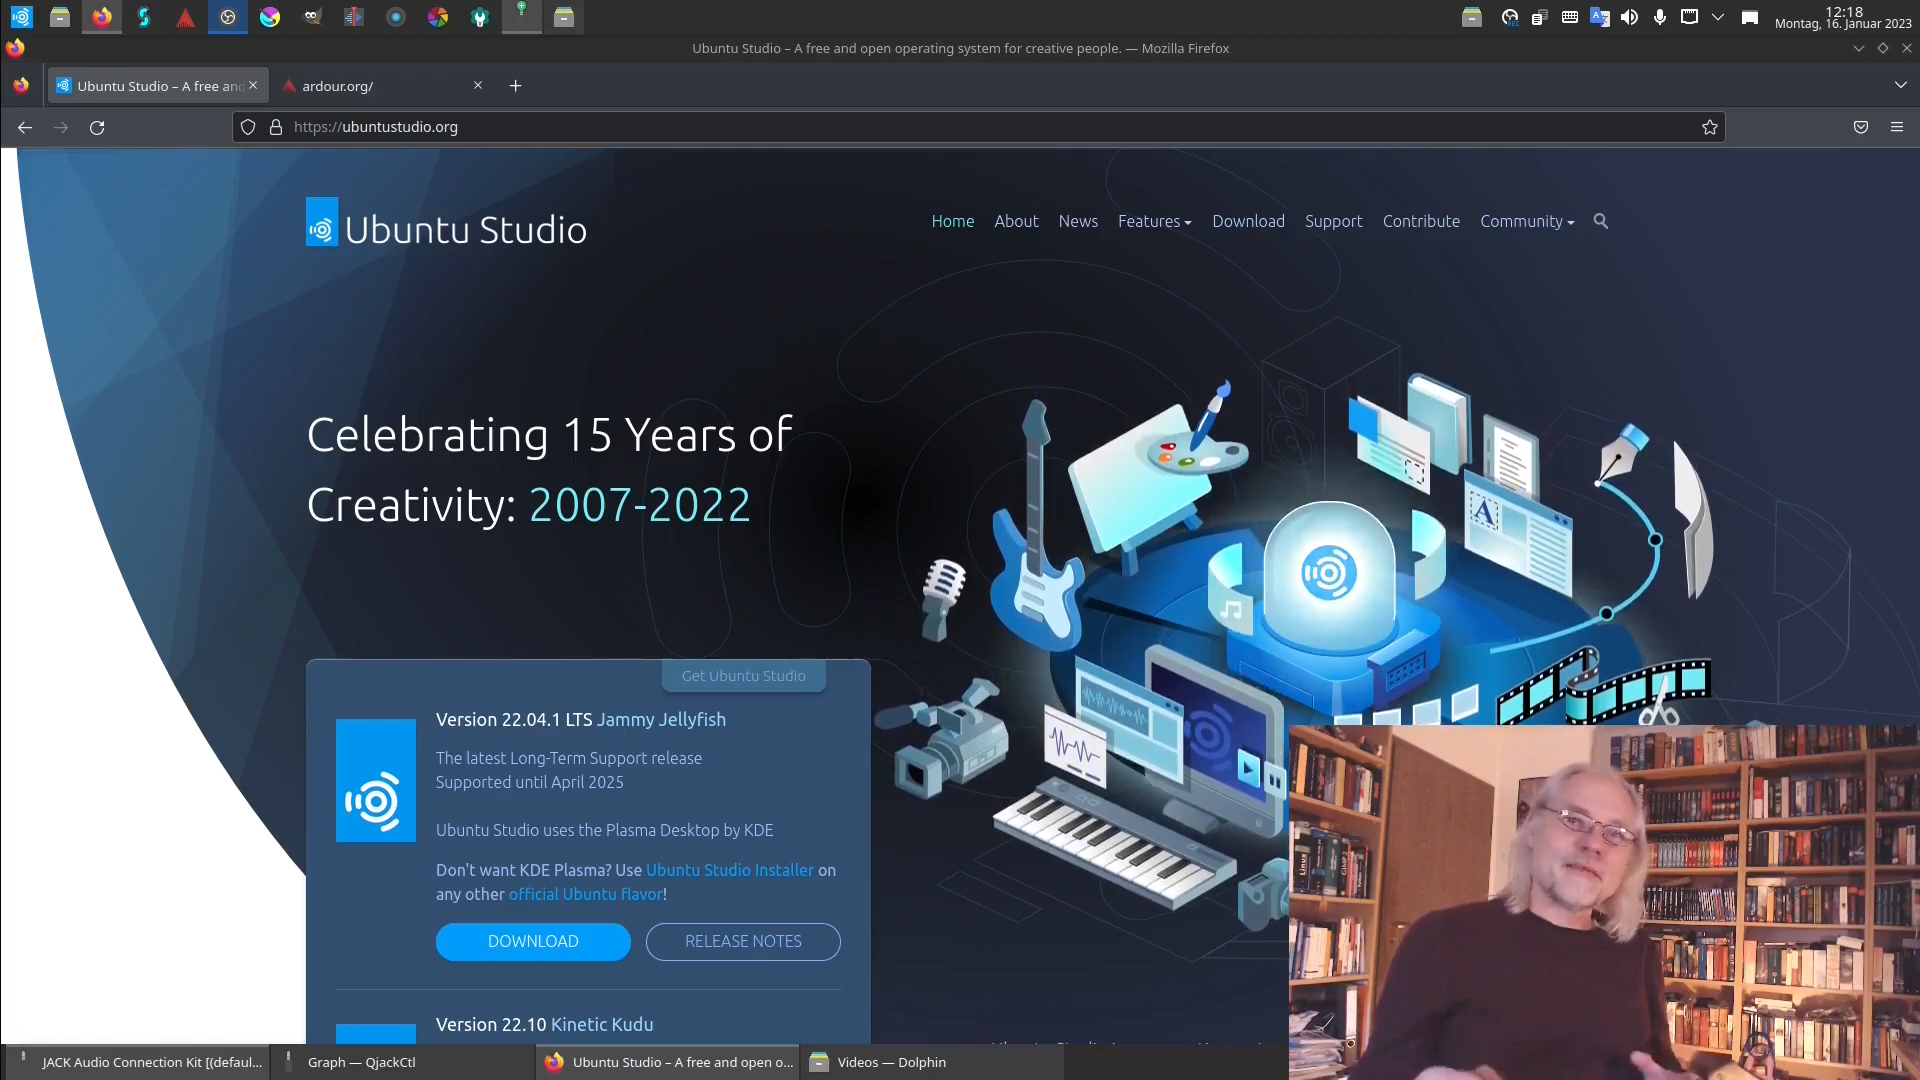 12:18
Montag, 16. Januar 2023
Ubuntu Studio – A free and open operating system for creative people. — Mozilla Firefox
Ubuntu Studio – A free and
ardour.org/
https://ubuntustudio.org
Ubuntu Studio
Home About News Features Download Support Contribute Community
Celebrating 15 Years of
Creativity: 2007-2022
Get Ubuntu Studio
Version 22.04.1 LTS Jammy Jellyfish
The latest Long-Term Support release
Supported until April 2025
Ubuntu Studio uses the Plasma Desktop by KDE
Don't want KDE Plasma? Use Ubuntu Studio Installer on
any other official Ubuntu flavor!
DOWNLOAD RELEASE NOTES
Version 22.10 Kinetic Kudu
A
Linux
JACK Audio Connection Kit [(defaul...
Graph — QjackCtl
Ubuntu Studio – A free and open o...
Videos — Dolphin